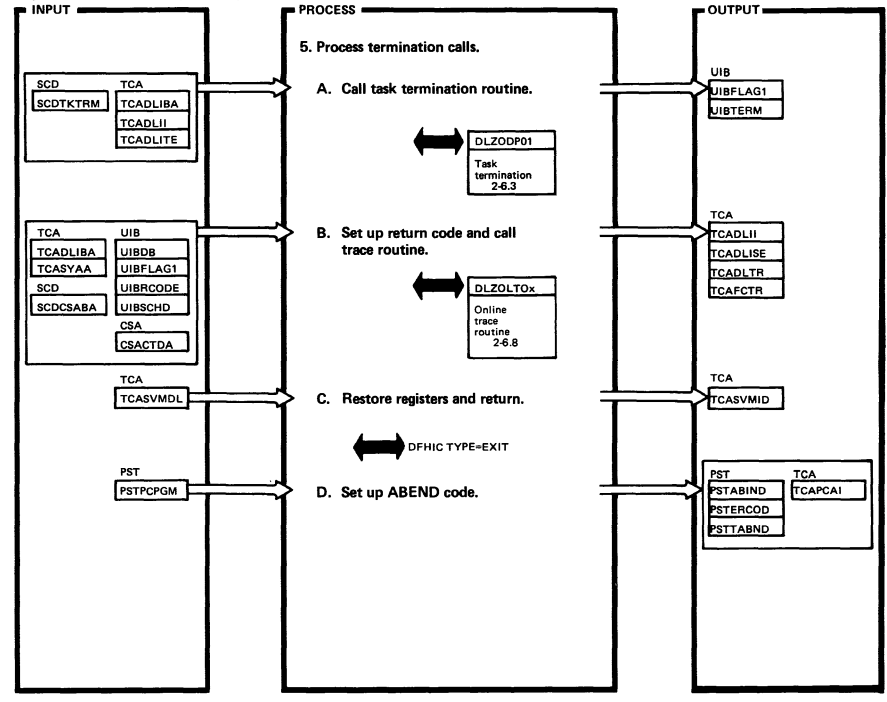 INPUT
PROCESS
OUTPUT
5. Process termination calls.
SCD
SCDTKTRM
TCA
TCADLIBA
TCADLII
TCADLITE
A. Call task termination routine.
DLZODP01
Task
termination
2-6.3
UIB
UIBFLAG1
UIBTERM
TCA
TCADLIBA
TCASYAA
SCD
SCDCSABA
UIB
UIBDB
UIBFLAG1
UIBRCODE
UIBSCHD
CSA
CSACTDA
B. Set up return code and call
trace routine.
DLZOLTOx
Online
trace
routine
2-6.8
TCA
TCADLII
TCADLISE
TCADLTR
TCAFCTR
TCA
TCASVMDL
C. Restore registers and return.
DFHIC TYPE=EXIT
TCA
TCASVMID
PST
PSTPCPGM
D. Set up ABEND code.
PST
PSTABIND
PSTERCOD
PSTTABND
TCA
TCAPCAI